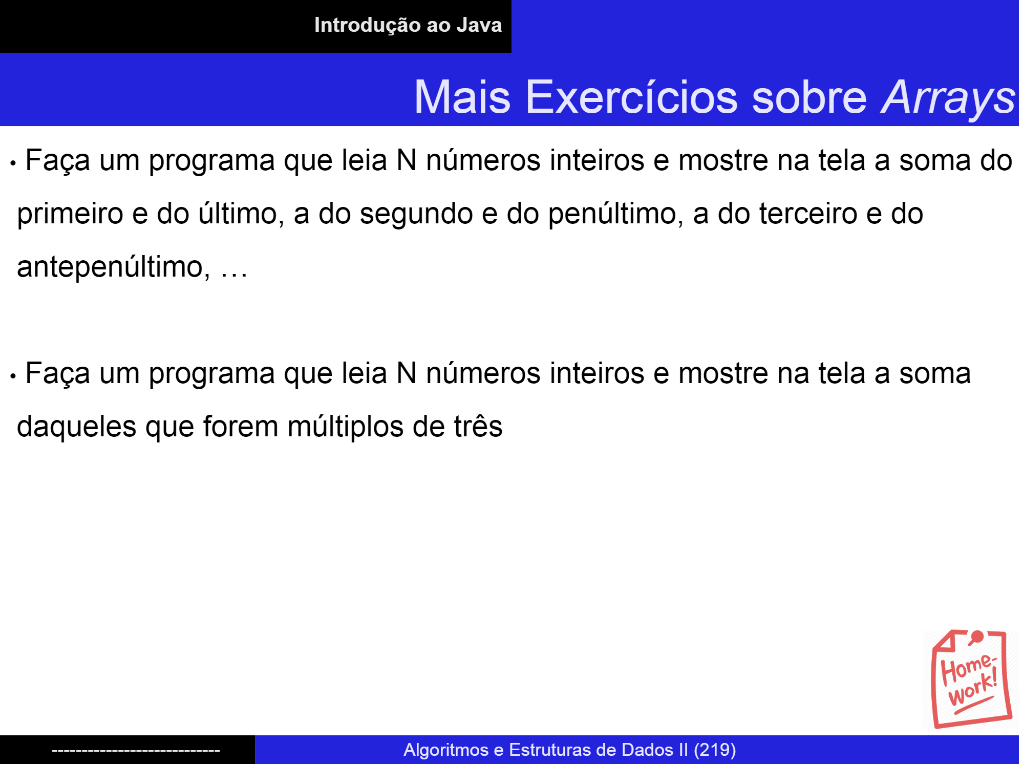 Introdução ao Java
Mais Exercícios sobre Arrays
• Faça um programa que leia N números inteiros e mostre na tela a soma do
primeiro e do último, a do segundo e do penúltimo, a do terceiro e do
antepenúltimo, …
• Faça um programa que leia N números inteiros e mostre na tela a soma
daqueles que forem múltiplos de três
Home-
work!
----------------------------
Algoritmos e Estruturas de Dados II (219)